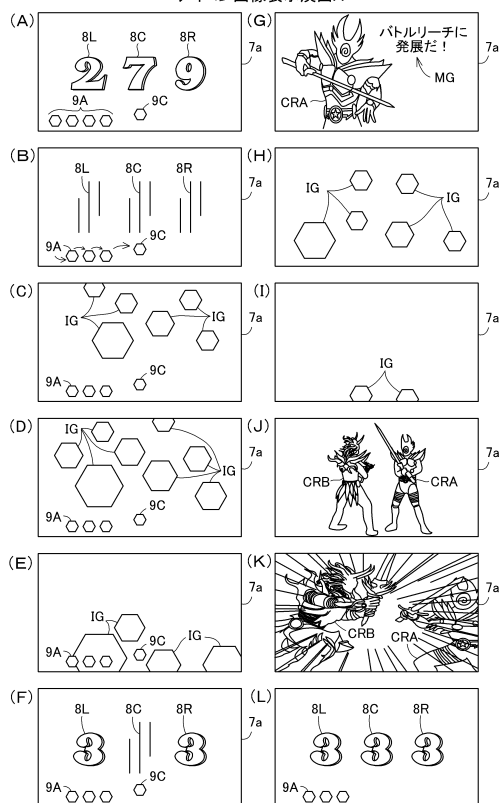 (A)
8L 8C 8R
2 7 9
7a
9A
9C
(B)
8L 8C 8R
7a
9A
9C
(C)
IG
IG
7a
9A
9C
(D)
IG
IG
7a
9A
9C
(E)
7a
IG
IG
9A
9C
(F)
8L 8C 8R
3 3
7a
9A
9C
(G)
バトルリーチに
発展だ!
MG
CRA
7a
(H)
IG
IG
7a
(I)
7a
IG
(J)
7a
CRB
CRA
(K)
7a
CRB
CRA
(L)
8L 8C 8R
3 3 3
7a
9A